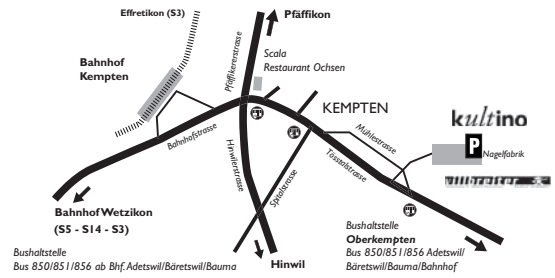 Effretikon (S3)
Pfäffikon
Bahnhof
Kempten
Pfäffikerstrasse
Scala
Restaurant Ochsen
KEMPTEN
kultino
P
Nagelfabrik
Mühlestrasse
Bahnhofstrasse
Hinwilerstrasse
Tösstalstrasse
Spitalstrasse
Bahnhof Wetzikon
(S5 - S14 - S3)
Bushaltestelle
Bus 850/851/856 ab Bhf. Adetswil/Bäretswil/Bauma
Hinwil
Bushaltestelle
Oberkempten
Bus 850/851/856 Adetswil/
Bäretswil/Bauma/Bahnhof